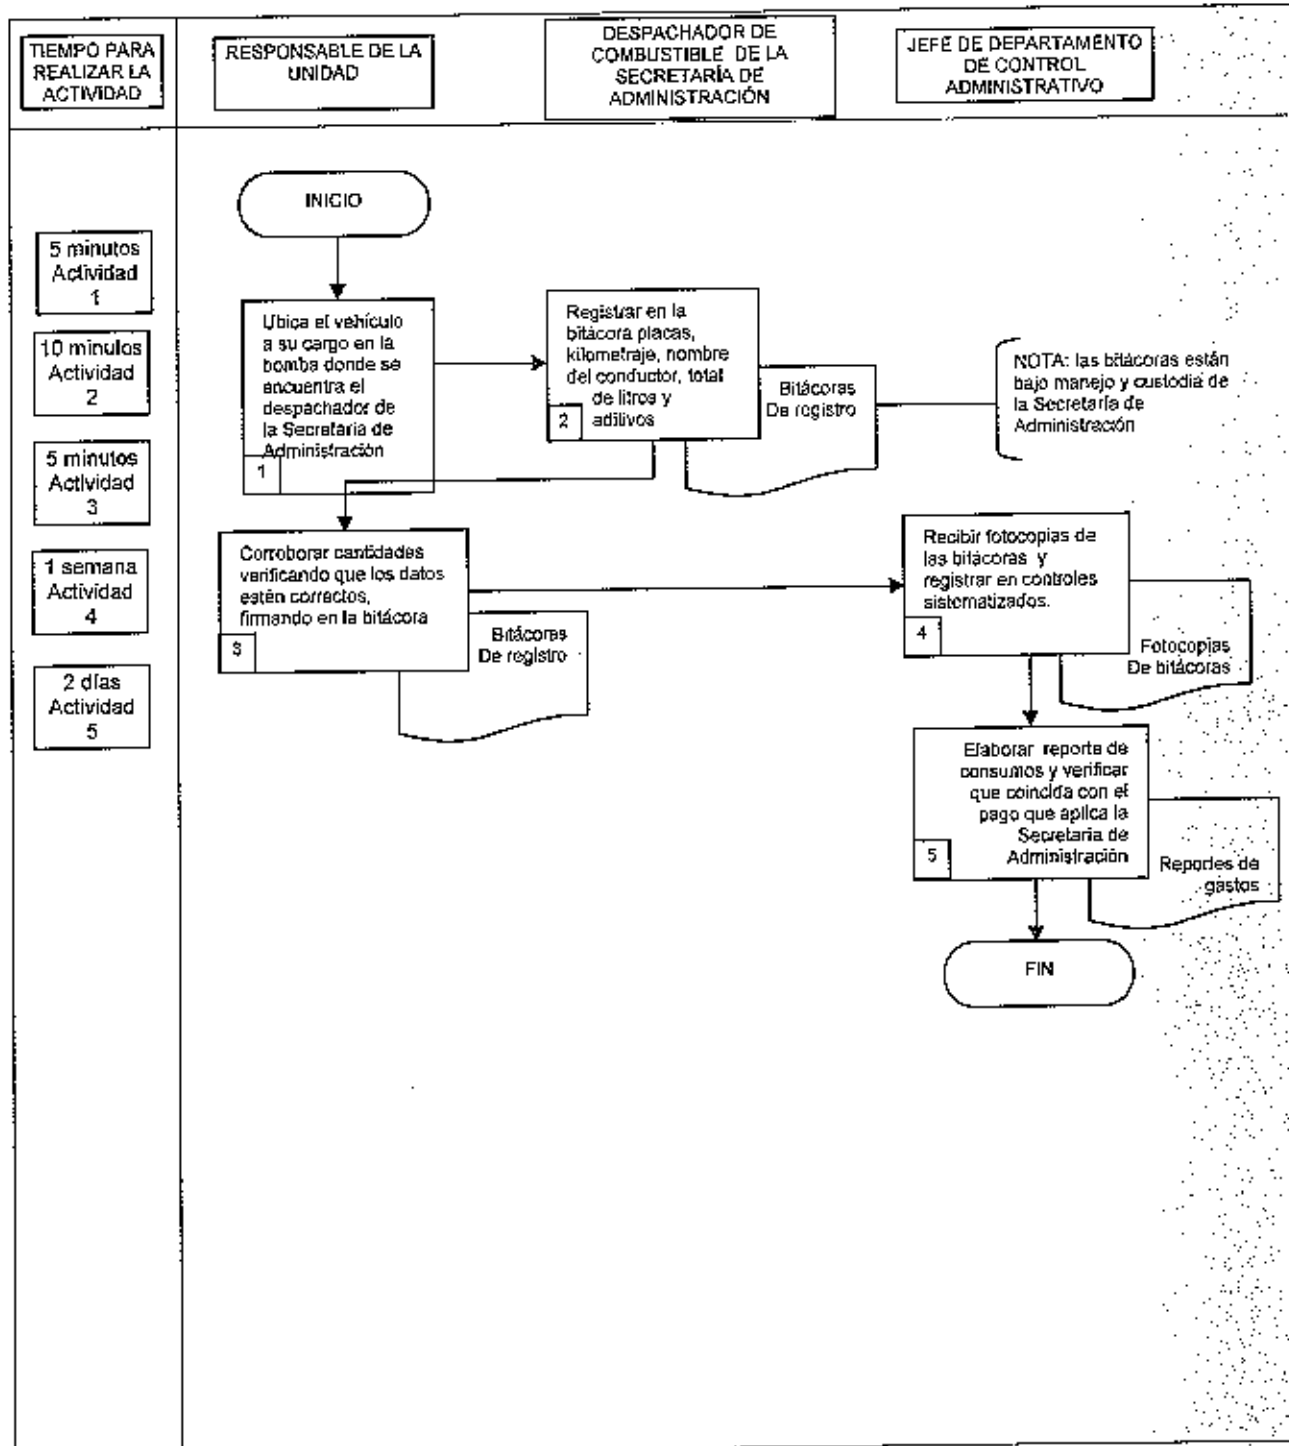 TIEMPO PARA
REALIZAR LA
ACTIVIDAD
RESPONSABLE DE LA
UNIDAD
DESPACHADOR DE
COMBUSTIBLE DE LA
SECRETARÍA DE
ADMINISTRACIÓN
JEFE DE DEPARTAMENTO
DE CONTROL
ADMINISTRATIVO
INICIO
5 minutos
Actividad
1
10 minutos
Actividad
2
5 minutos
Actividad
3
1 semana
Actividad
4
2 días
Actividad
5
Ubica el vehículo
a su cargo en la
bomba donde se
encuentra el
despachador de
la Secretaria de
Administración
1
Registrar en la
bitácora placas,
kilometraje, nombre
del conductor, total
de litros y
aditivos
2
Bitácoras
De registro
NOTA: las bitácoras están
bajo manejo y custodia de
la Secretaría de
Administración
Corroborar cantidades
verificando que los datos
estén correctos,
firmando en la bitácora
3
Bitácoras
De registro
Recibir fotocopias de
las bitácoras y
registrar en controles
sistematizados.
4
Fotocopias
De bitácoras
Elaborar reporte de
consumos y verificar
que coincida con el
pago que aplica la
Secretaria de
Administración
5
Reportes de
gastos
FIN